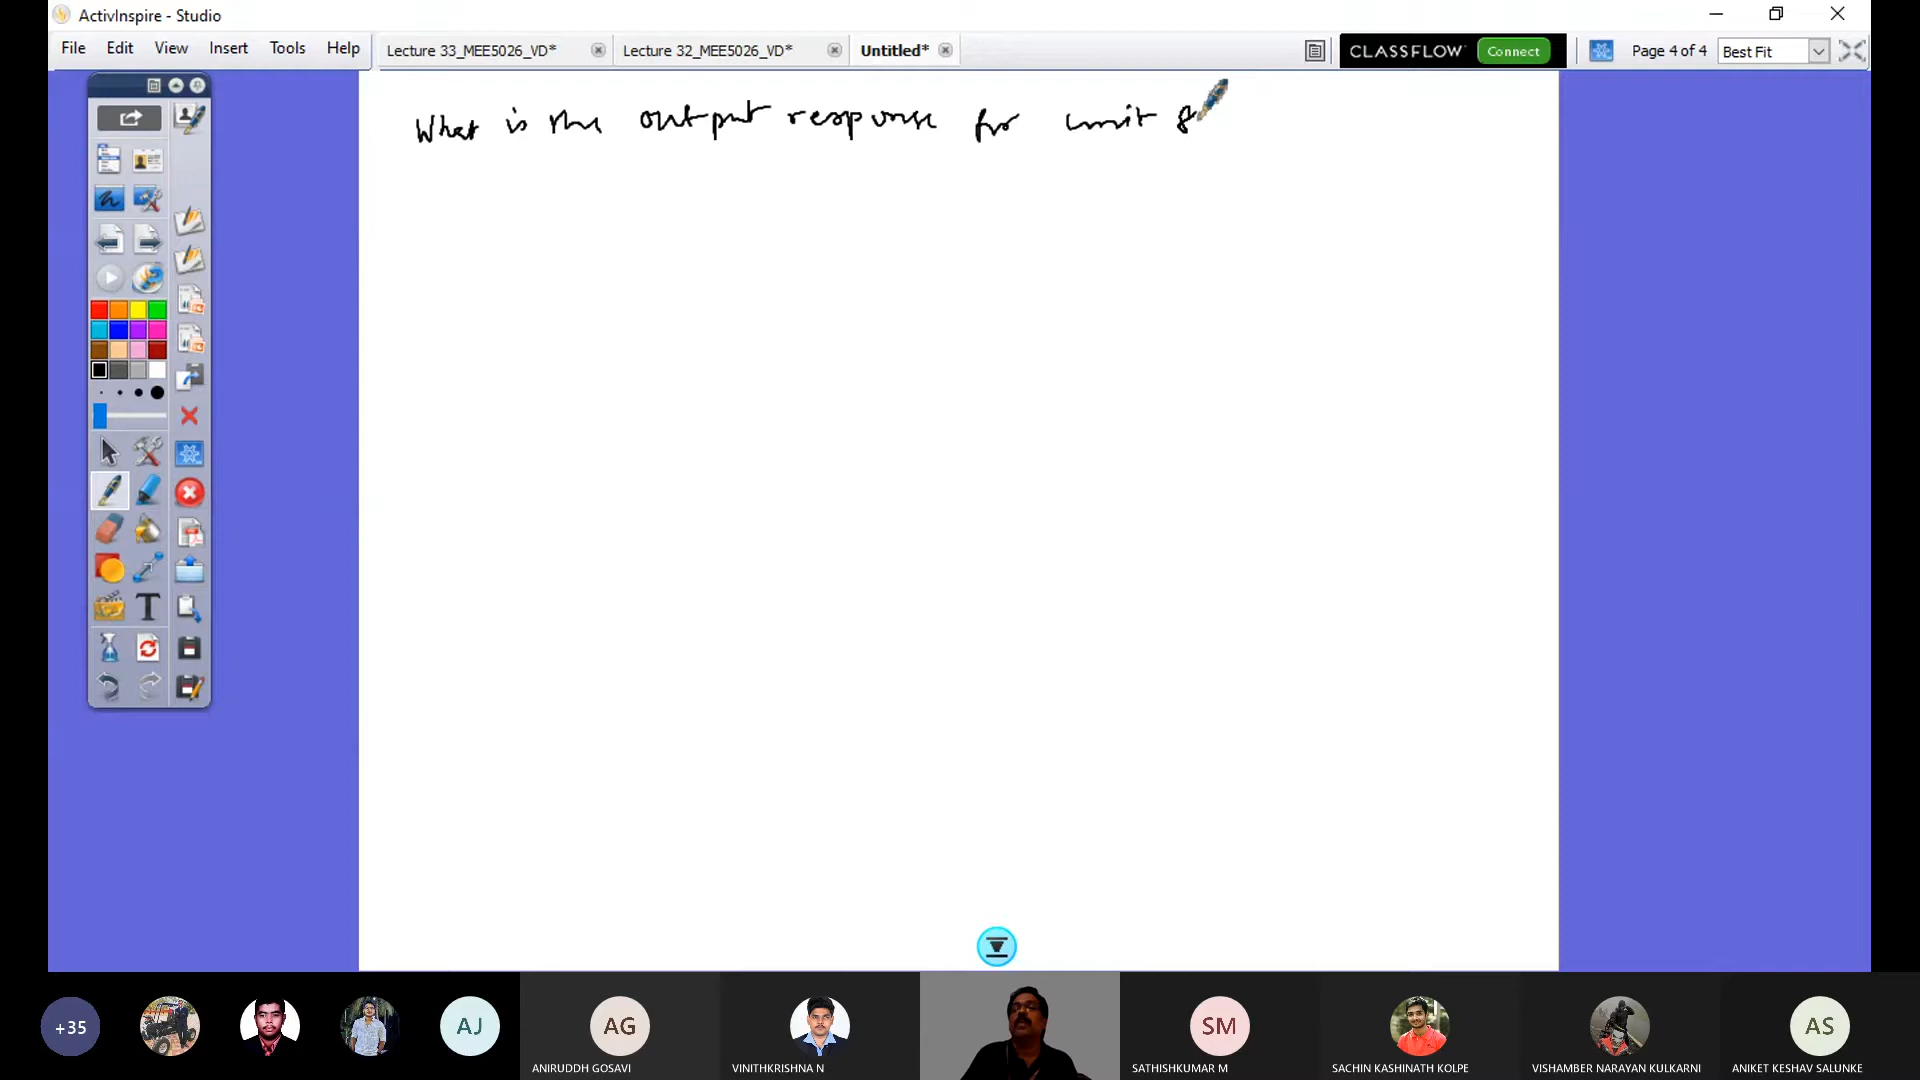 ActivInspire - Studio
File Edit View Insert Tools Help
Lecture 33_MEE5026_VD* Lecture 32_MEE5026_VD* Untitled*
CLASSFLOW Connect
Page 4 of 4 Best Fit
What is the output response for unit
T
+35 AJ AG SM AS
ANIRUDDH GOSAVI VINITHKRISHNA N SATHISHKUMAR M SACHIN KASHINATH KOLPE VISHAMBER NARAYAN KULKARNI ANIKET KESHAV SALUNKE